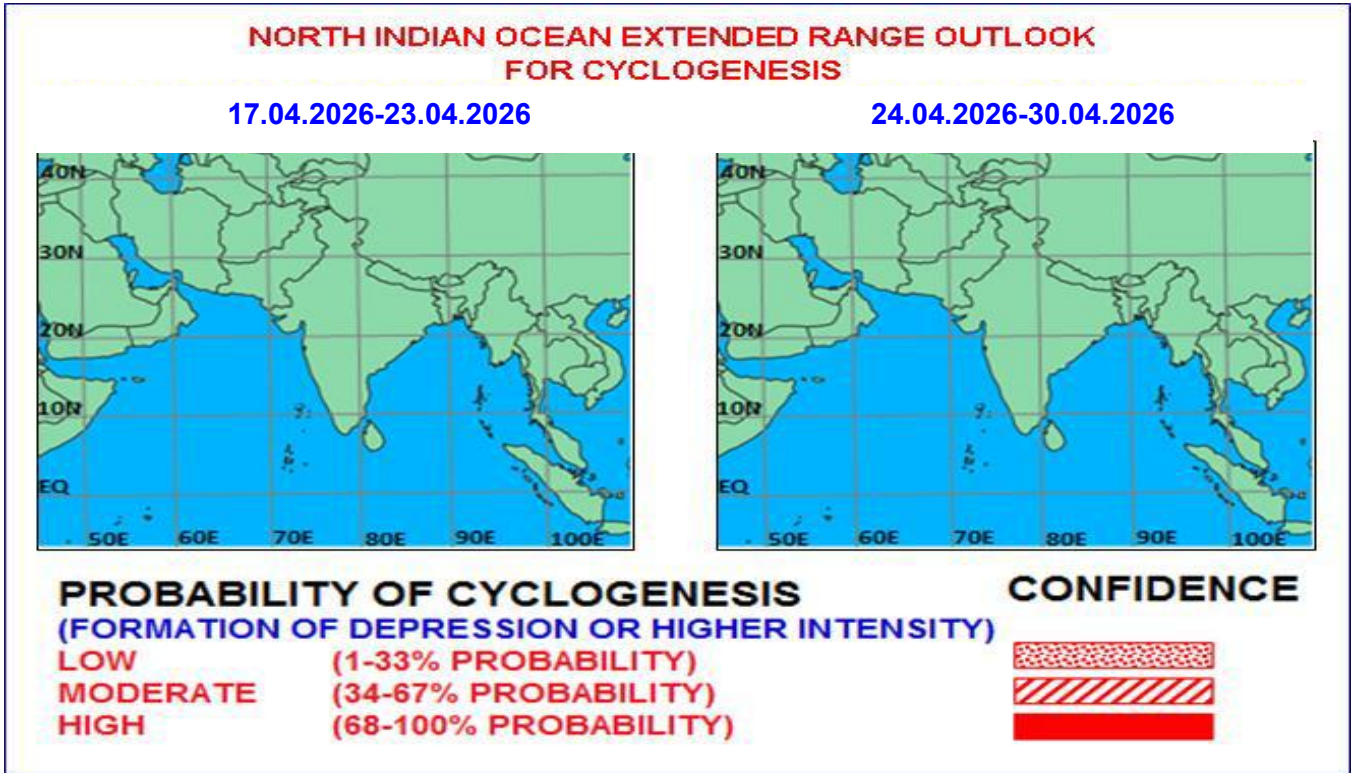 NORTH INDIAN OCEAN EXTENDED RANGE OUTLOOK
FOR CYCLOGENESIS
17.04.2026-23.04.2026
24.04.2026-30.04.2026
40N
30N
20N
10N
EQ
50E 60E 70E 80E 90E 100E
40N
30N
20N
10N
EQ
50E 60E 70E 80E 90E 100E
PROBABILITY OF CYCLOGENESIS
CONFIDENCE
(FORMATION OF DEPRESSION OR HIGHER INTENSITY)
LOW (1-33% PROBABILITY)
MODERATE (34-67% PROBABILITY)
HIGH (68-100% PROBABILITY)